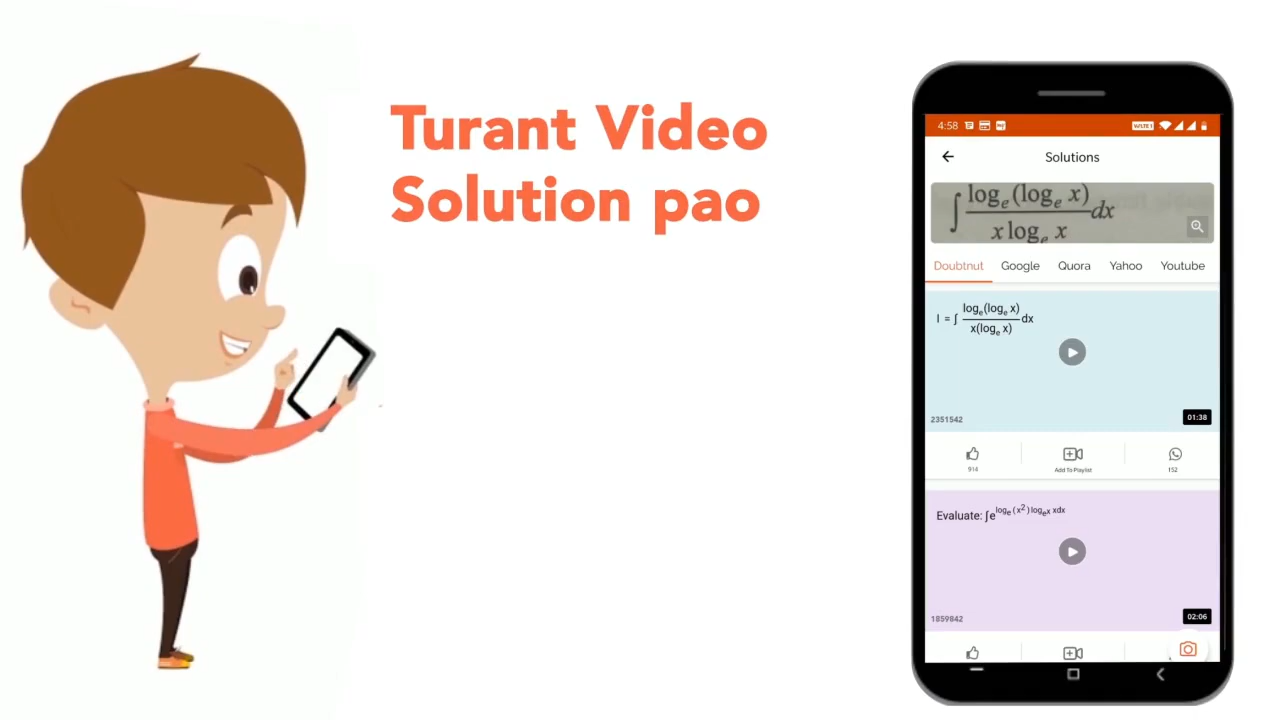 Turant Video
Solution pao
4:58
VoLTE
Solutions
∫ logₑ(logₑ x) / x logₑ x dx
Doubtnut Google Quora Yahoo Youtube
I = ∫ logₑ(logₑ x) / x(logₑ x) dx
2351542 01:38
914 Add To Playlist 152
Evaluate: ∫e^logₑ(x²)logₑx xdx
1859842 02:06